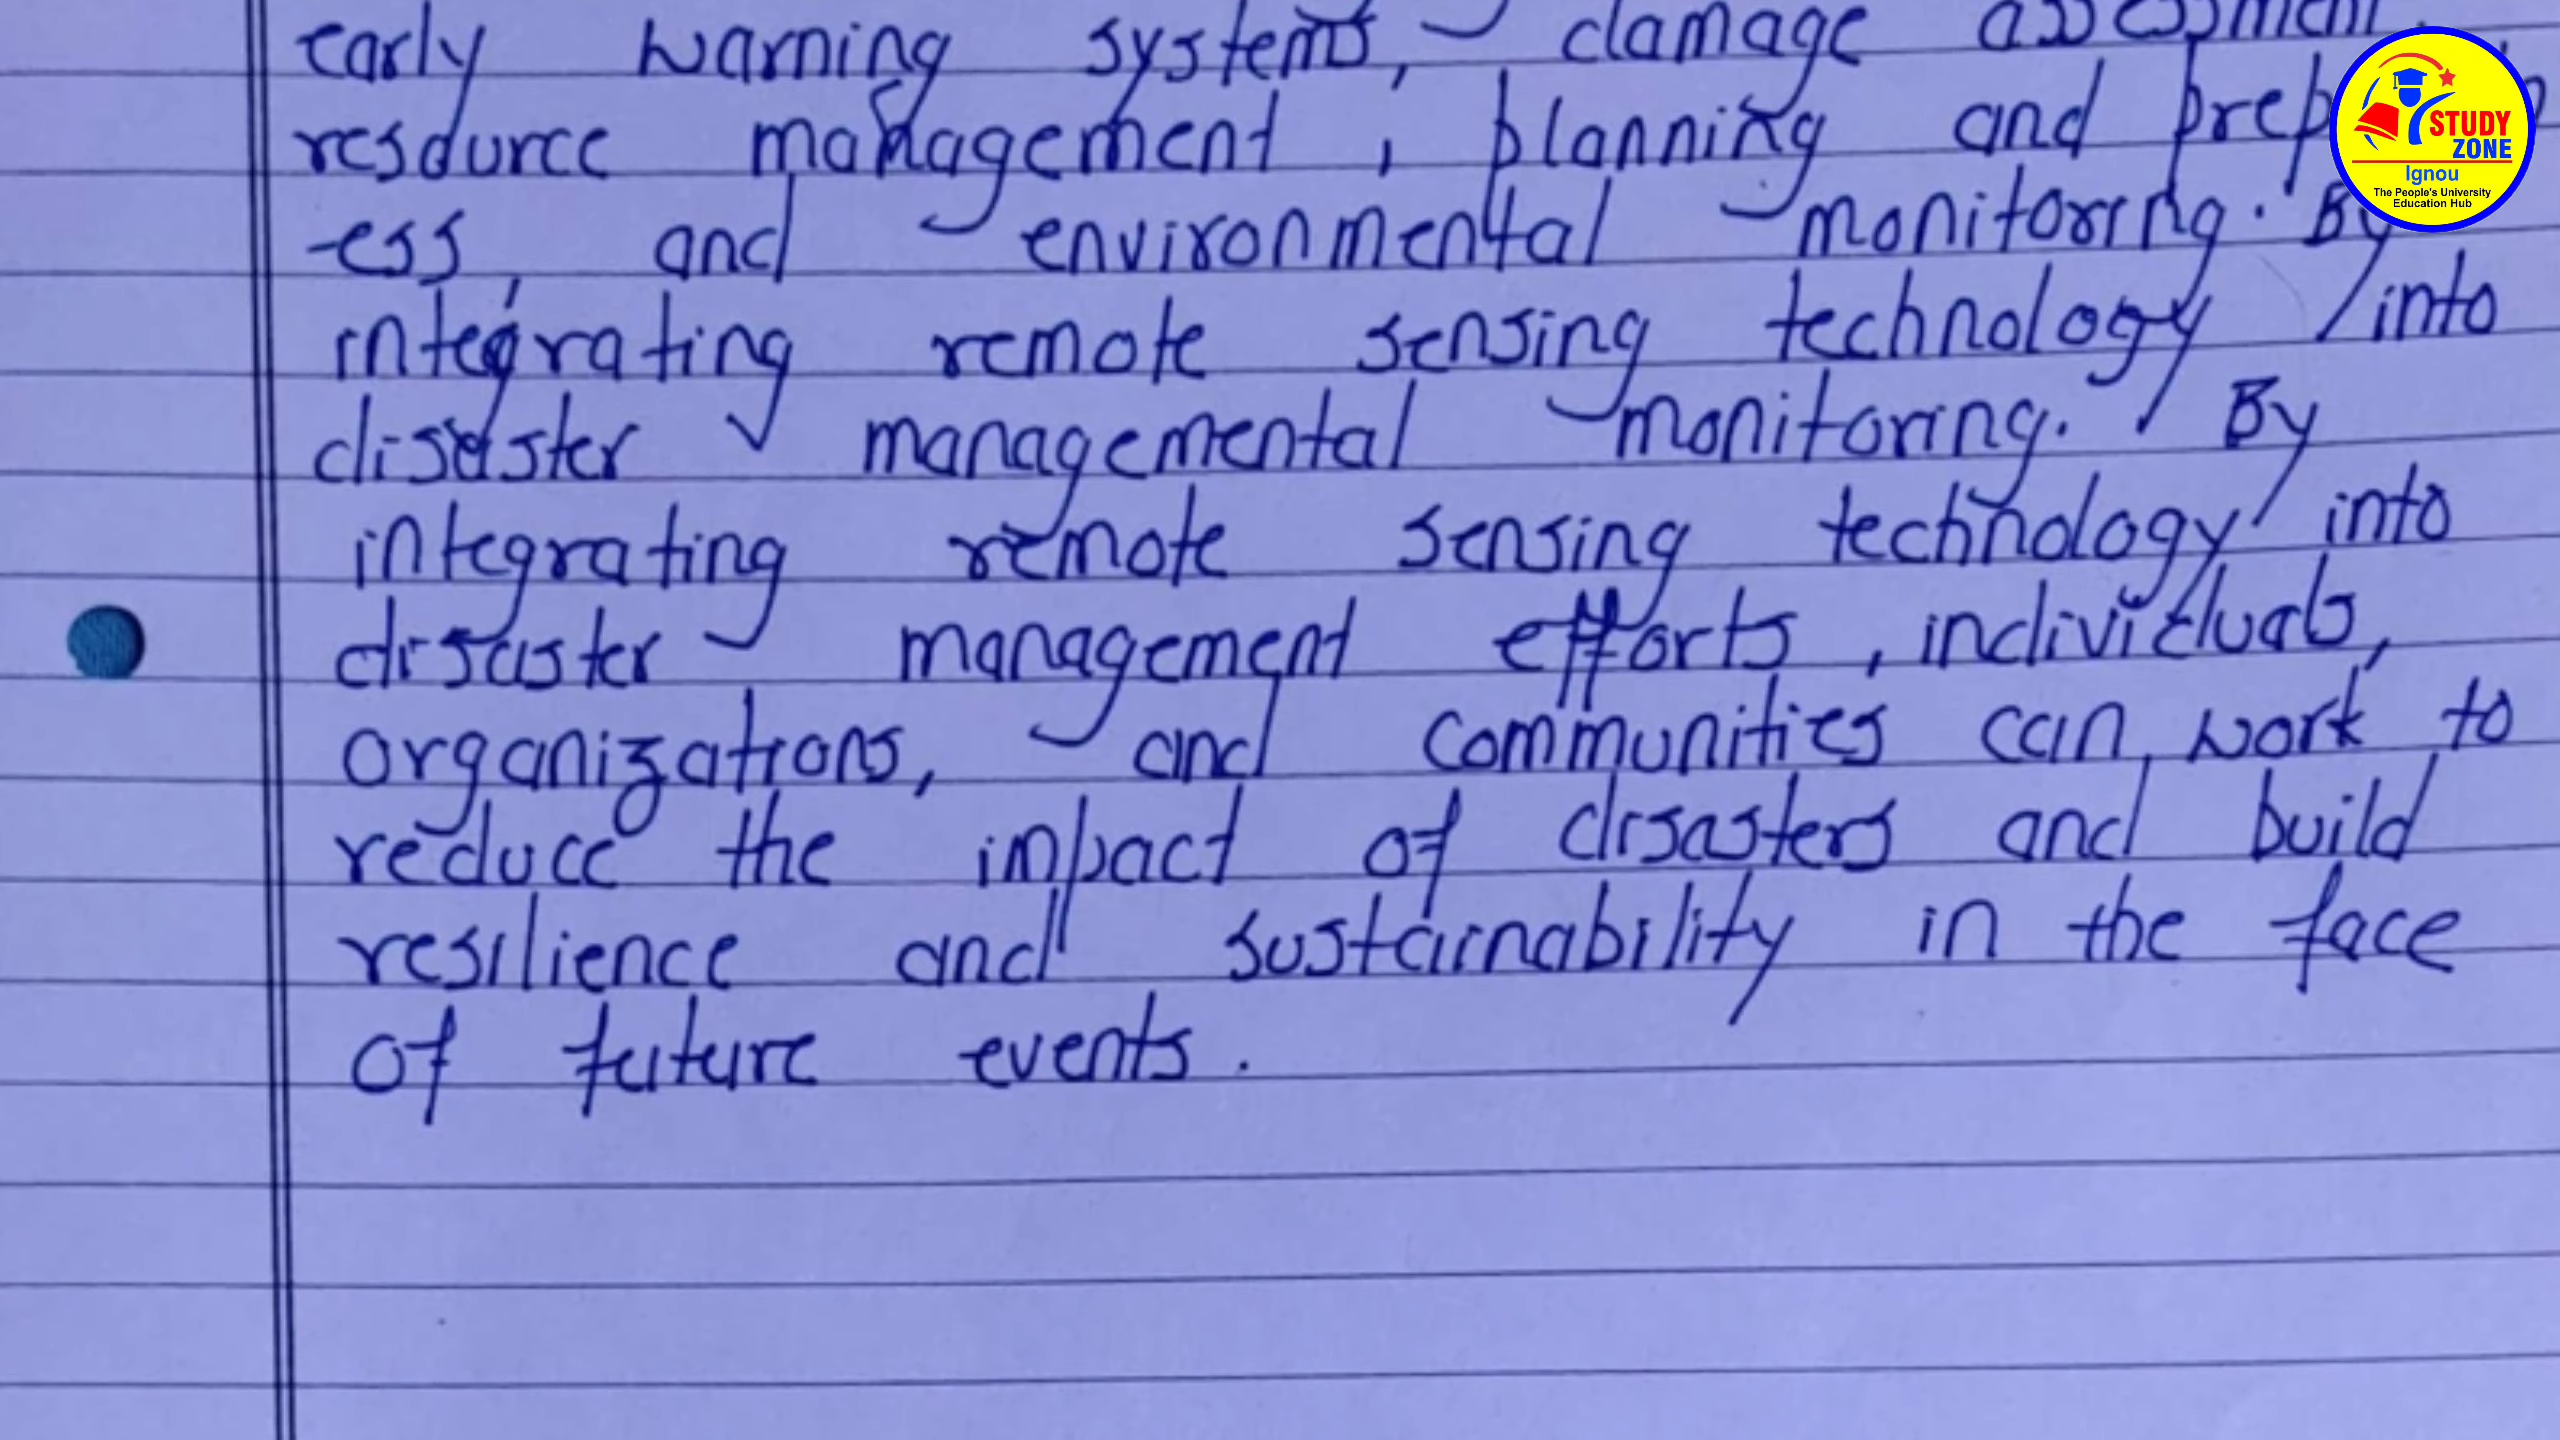 early warning systems, damage assessment,
resource management, planning and prep
-ess, and environmental monitoring. By
integrating remote sensing technology into
disaster managemental monitoring. By
integrating remote sensing technology into
disaster management efforts, individuals,
organizations, and communities can work to
reduce the impact of disasters and build
resilience and sustainability in the face
of future events.
STUDY
ZONE
Ignou
The People's University
Education Hub